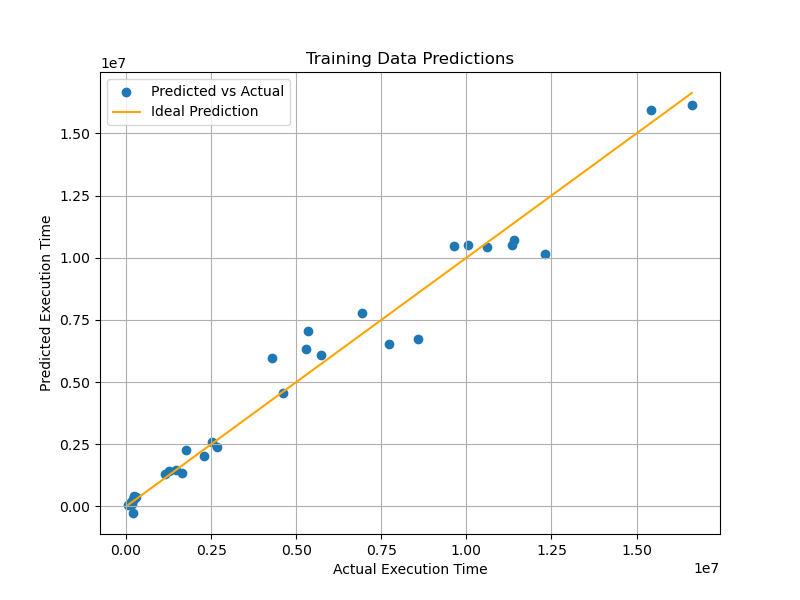 Training Data Predictions
1e7
Predicted vs Actual
Ideal Prediction
1.50
1.25
1.00
0.75
0.50
0.25
0.00
Predicted Execution Time
0.00 0.25 0.50 0.75 1.00 1.25 1.50
1e7
Actual Execution Time